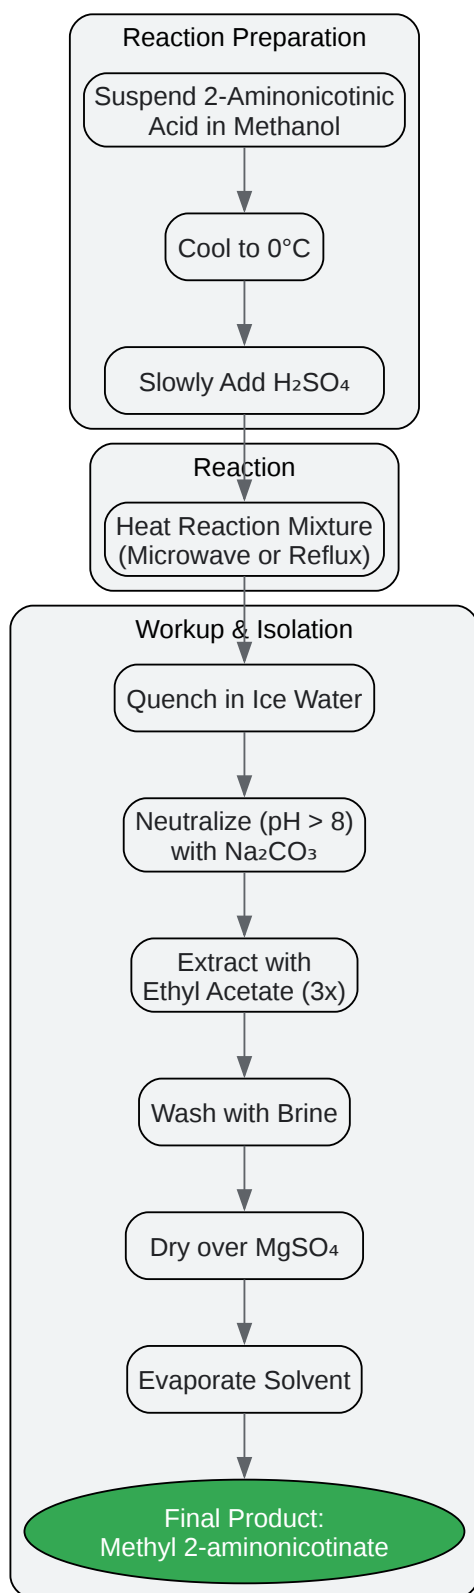 Reaction Preparation
Suspend 2-Aminonicotinic
Acid in Methanol
Cool to 0°C
Slowly Add H₂SO₄
Reaction
Heat Reaction Mixture
(Microwave or Reflux)
Workup & Isolation
Quench in Ice Water
Neutralize (pH > 8)
with Na₂CO₃
Extract with
Ethyl Acetate (3x)
Wash with Brine
Dry over MgSO₄
Evaporate Solvent
Final Product:
Methyl 2-aminonicotinate